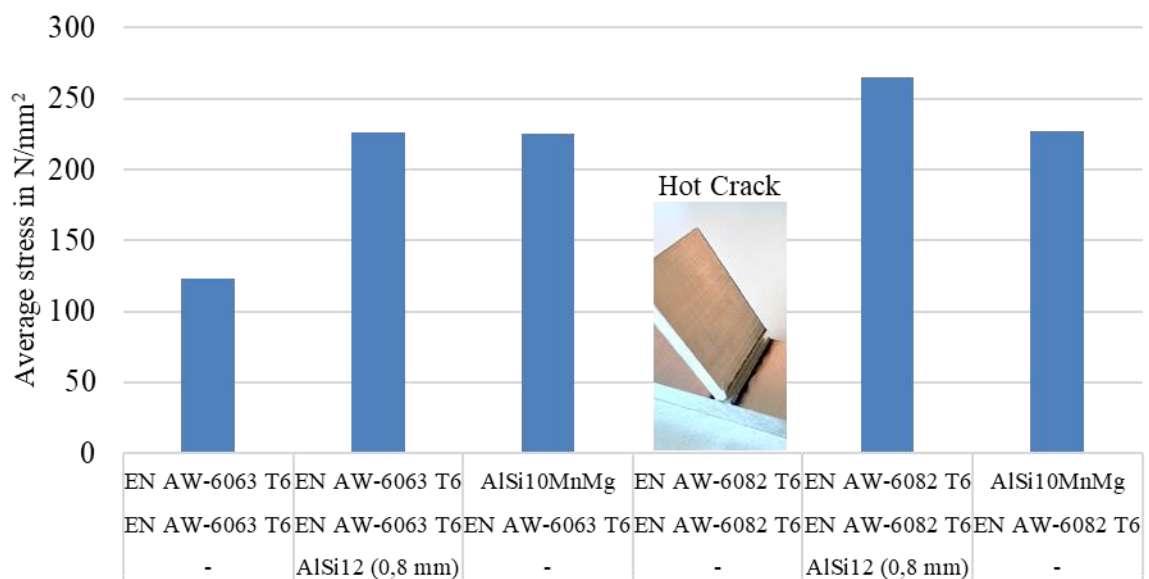 300
250
200
150
100
50
0
Average stress in N/mm²
Hot Crack
EN AW-6063 T6 EN AW-6063 T6 AlSi10MnMg EN AW-6082 T6 EN AW-6082 T6 AlSi10MnMg
EN AW-6063 T6 EN AW-6063 T6 EN AW-6063 T6 EN AW-6082 T6 EN AW-6082 T6 EN AW-6082 T6
- AlSi12 (0,8 mm) - - AlSi12 (0,8 mm) -